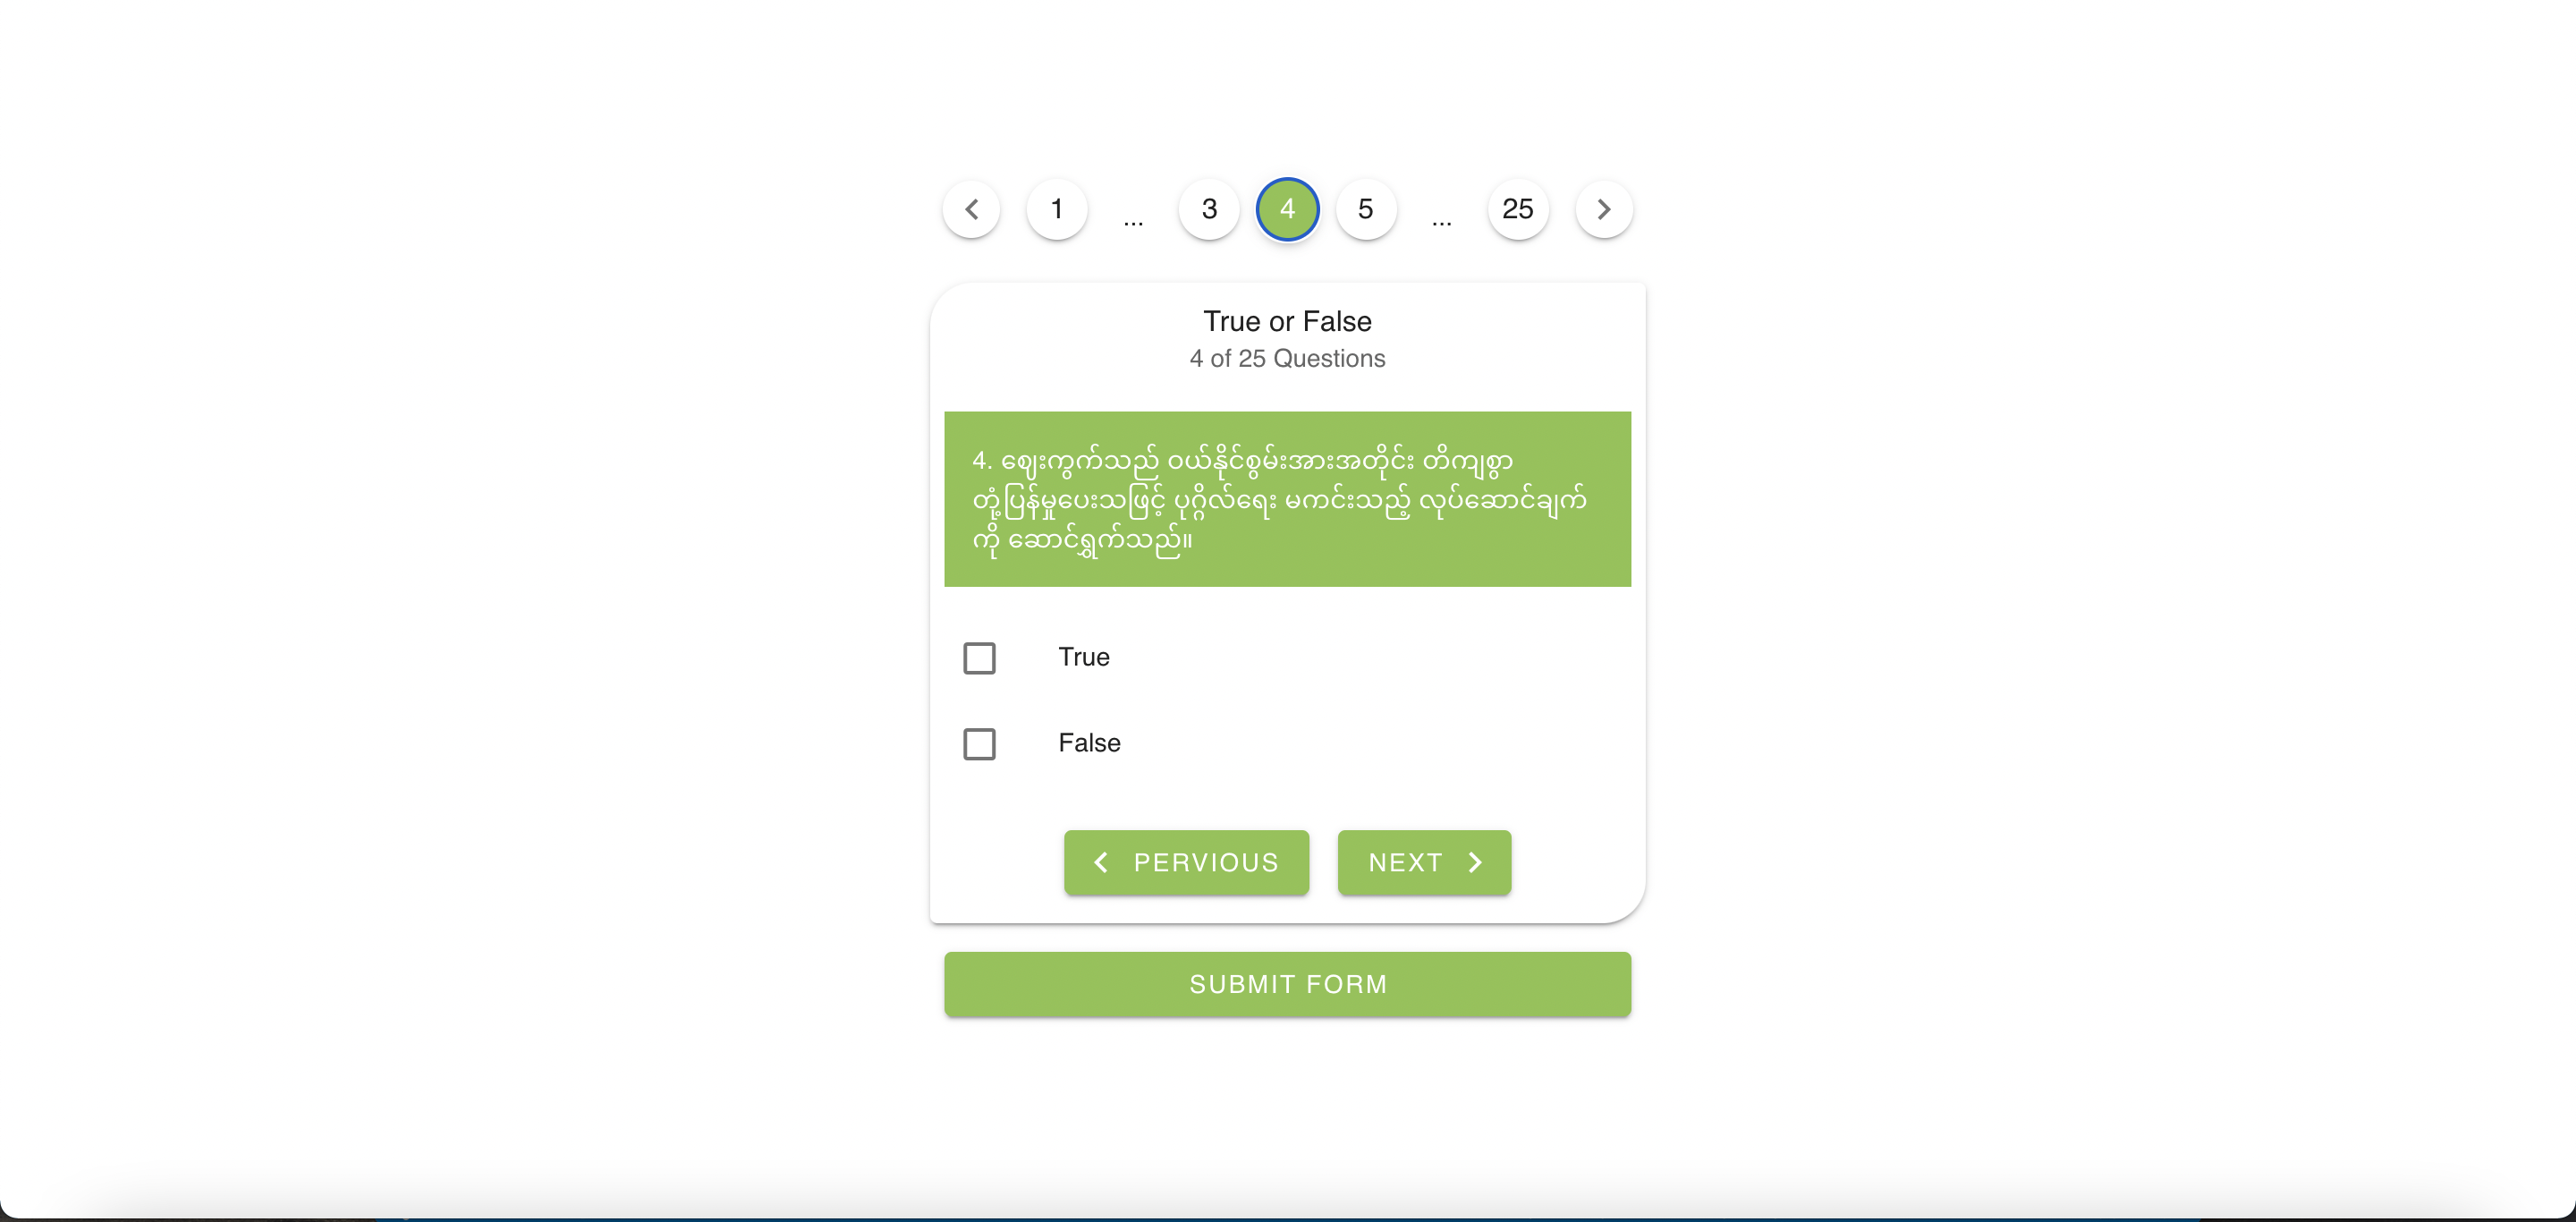 1 ... 3 4 5 ... 25
True or False
4 of 25 Questions
4. ဈေးကွက်သည် ဝယ်နိုင်စွမ်းအားအတိုင်း တိကျစွာ
တုံ့ပြန်မှုပေးသဖြင့် ပုဂ္ဂိလ်ရေး မကင်းသည့် လုပ်ဆောင်ချက်
ကို ဆောင်ရွက်သည်။
True
False
PERVIOUS NEXT
SUBMIT FORM